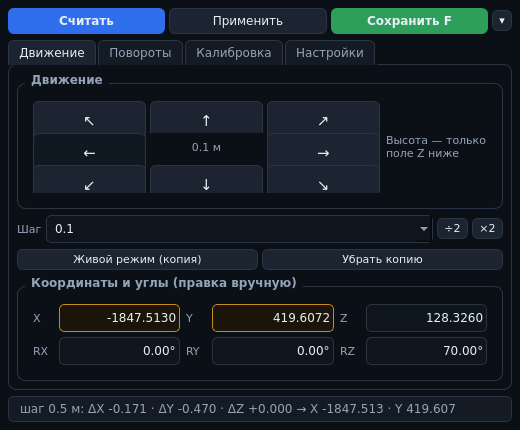 Считать Применить Сохранить F ▾
Движение Повороты Калибровка Настройки
Движение
↖ ↑ ↗
← 0.1 м →
↙ ↓ ↘
Высота — только
поле Z ниже
Шаг 0.1 ÷2 ×2
Живой режим (копия) Убрать копию
Координаты и углы (правка вручную)
X -1847.5130 Y 419.6072 Z 128.3260
RX 0.00° RY 0.00° RZ 70.00°
шаг 0.5 м: ΔX -0.171 · ΔY -0.470 · ΔZ +0.000 → X -1847.513 · Y 419.607